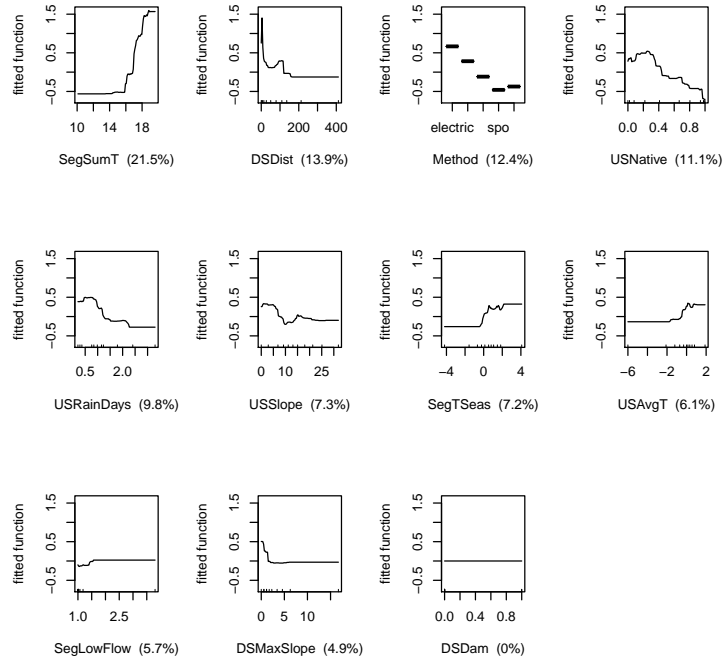 fitted function
−0.5 0.5 1.5
10 14 18
SegSumT (21.5%)
fitted function
−0.5 0.5 1.5
0 200 400
DSDist (13.9%)
fitted function
−0.5 0.5 1.5
electric spo
Method (12.4%)
fitted function
−0.5 0.5 1.5
0.0 0.4 0.8
USNative (11.1%)
fitted function
−0.5 0.5 1.5
0.5 2.0
USRainDays (9.8%)
fitted function
−0.5 0.5 1.5
0 10 25
USSlope (7.3%)
fitted function
−0.5 0.5 1.5
−4 0 4
SegTSeas (7.2%)
fitted function
−0.5 0.5 1.5
−6 −2 2
USAvgT (6.1%)
fitted function
−0.5 0.5 1.5
1.0 2.5
SegLowFlow (5.7%)
fitted function
−0.5 0.5 1.5
0 5 10
DSMaxSlope (4.9%)
fitted function
−0.5 0.5 1.5
0.0 0.4 0.8
DSDam (0%)